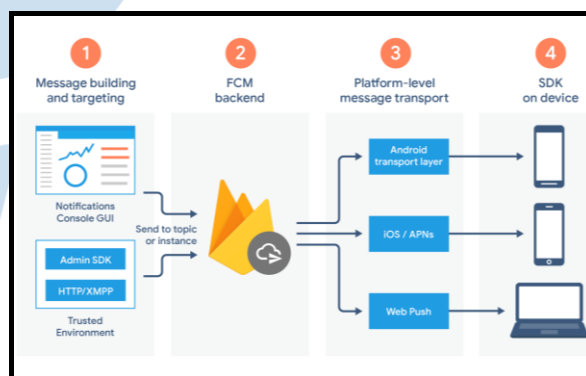 1
Message building
and targeting
2
FCM
backend
3
Platform-level
message transport
4
SDK
on device
Notifications
Console GUI
Admin SDK
HTTP/XMPP
Trusted
Environment
Send to topic
or instance
Android
transport layer
iOS / APNs
Web Push